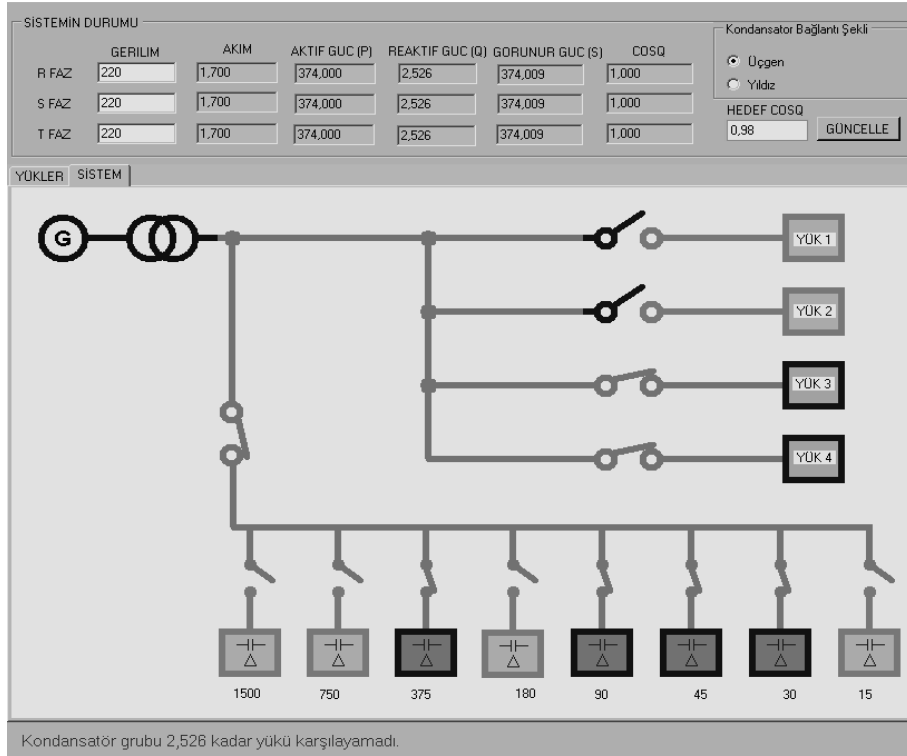 SİSTEMİN DURUMU
GERILIM AKIM AKTIF GUC (P) REAKTIF GUC (Q) GORUNUR GUC (S) COSQ
R FAZ 220 1,700 374,000 2,526 374,009 1,000
S FAZ 220 1,700 374,000 2,526 374,009 1,000
T FAZ 220 1,700 374,000 2,526 374,009 1,000
Kondansator Bağlantı Şekli
Üçgen
Yıldız
HEDEF COSQ
0,98 GÜNCELLE
YÜKLER SİSTEM
G
YÜK 1
YÜK 2
YÜK 3
YÜK 4
1500 750 375 180 90 45 30 15
Kondansatör grubu 2,526 kadar yükü karşılayamadı.